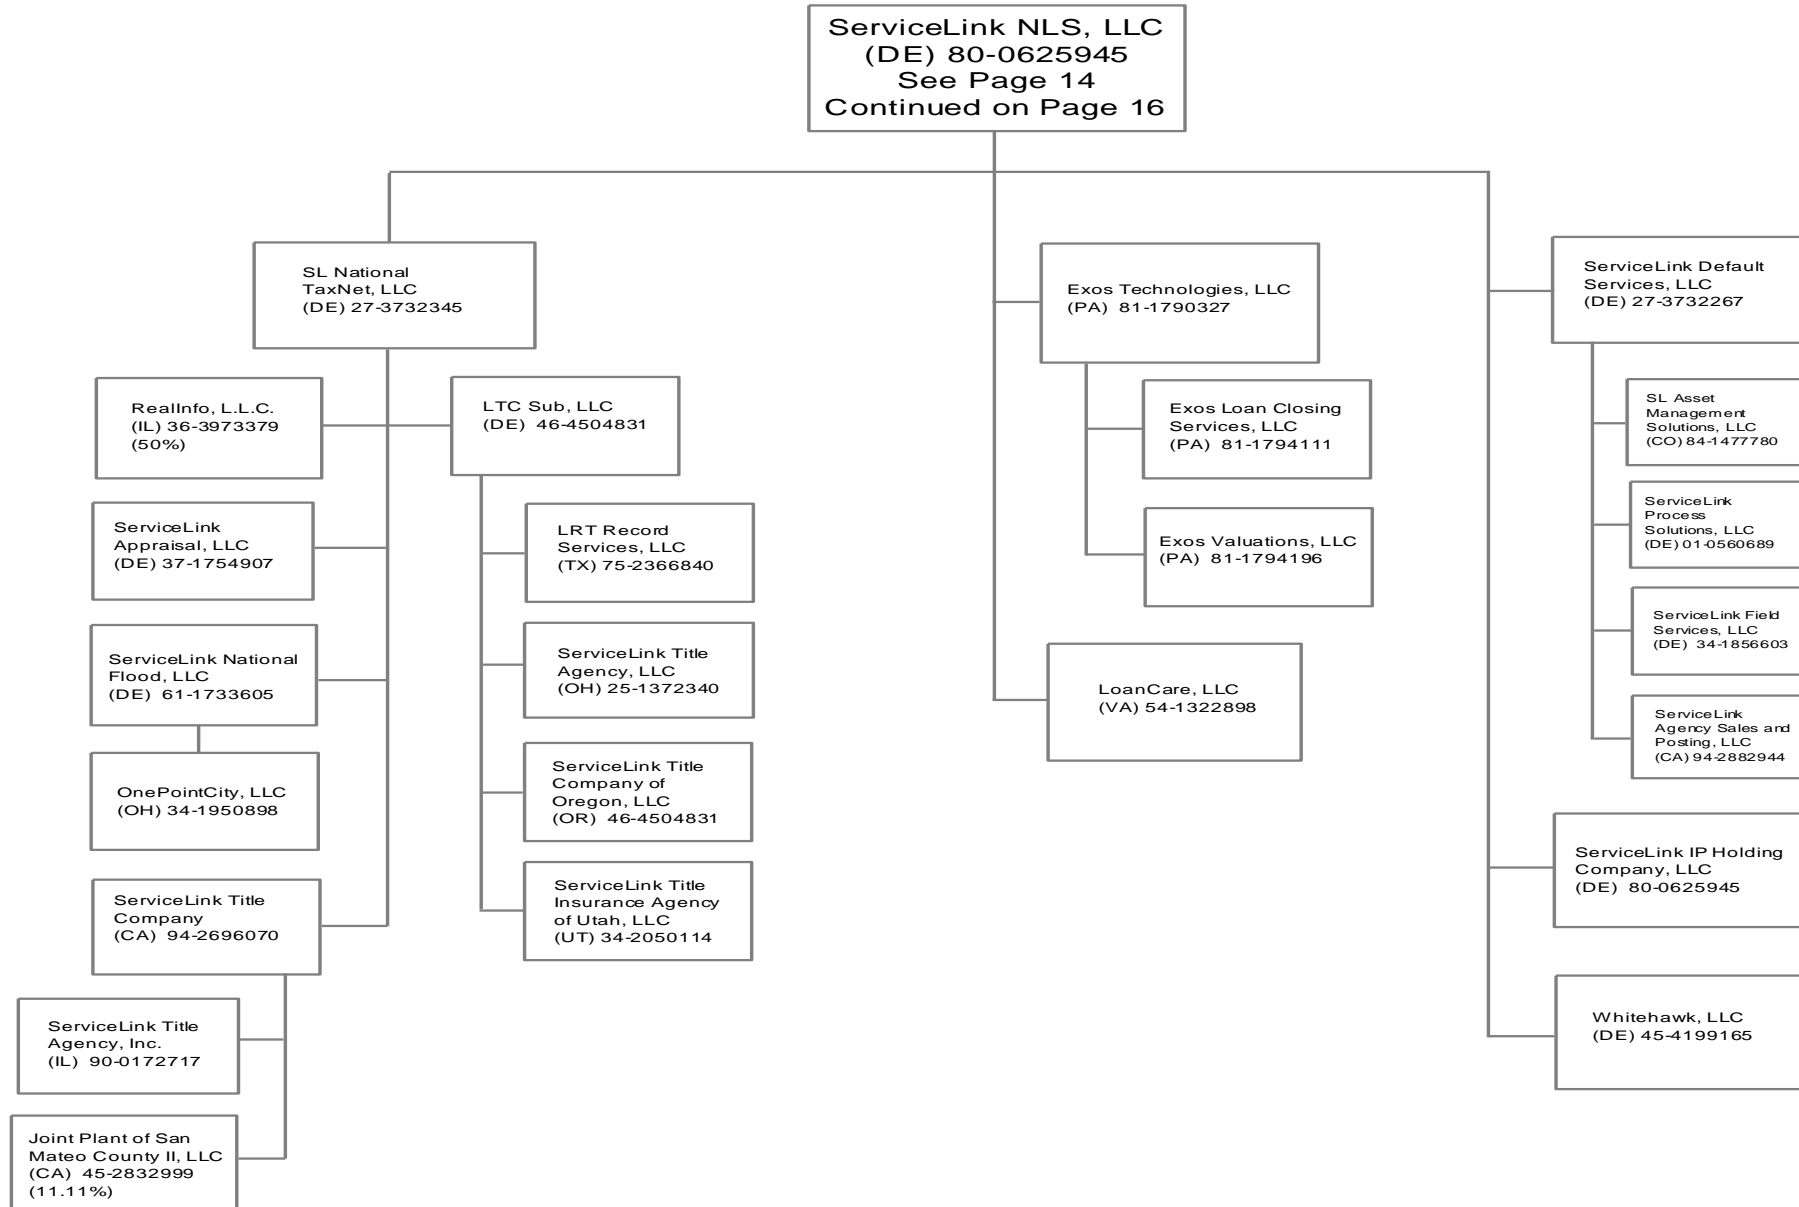 ServiceLink NLS, LLC
(DE) 80-0625945
See Page 14
Continued on Page 16
SL National
TaxNet, LLC
(DE) 27-3732345
RealInfo, L.L.C.
(IL) 36-3973379
(50%)
LTC Sub, LLC
(DE) 46-4504831
ServiceLink
Appraisal, LLC
(DE) 37-1754907
LRT Record
Services, LLC
(TX) 75-2366840
ServiceLink National
Flood, LLC
(DE) 61-1733605
ServiceLink Title
Agency, LLC
(OH) 25-1372340
OnePointCity, LLC
(OH) 34-1950898
ServiceLink Title
Company of
Oregon, LLC
(OR) 46-4504831
ServiceLink Title
Company
(CA) 94-2696070
ServiceLink Title
Insurance Agency
of Utah, LLC
(UT) 34-2050114
ServiceLink Title
Agency, Inc.
(IL) 90-0172717
Joint Plant of San
Mateo County II, LLC
(CA) 45-2832999
(11.11%)
Exos Technologies, LLC
(PA) 81-1790327
Exos Loan Closing
Services, LLC
(PA) 81-1794111
Exos Valuations, LLC
(PA) 81-1794196
LoanCare, LLC
(VA) 54-1322898
ServiceLink Default
Services, LLC
(DE) 27-3732267
SL Asset
Management
Solutions, LLC
(CO) 84-1477780
ServiceLink
Process
Solutions, LLC
(DE) 01-0560689
ServiceLink Field
Services, LLC
(DE) 34-1856603
ServiceLink
Agency Sales and
Posting, LLC
(CA) 94-2882944
ServiceLink IP Holding
Company, LLC
(DE) 80-0625945
Whitehawk, LLC
(DE) 45-4199165